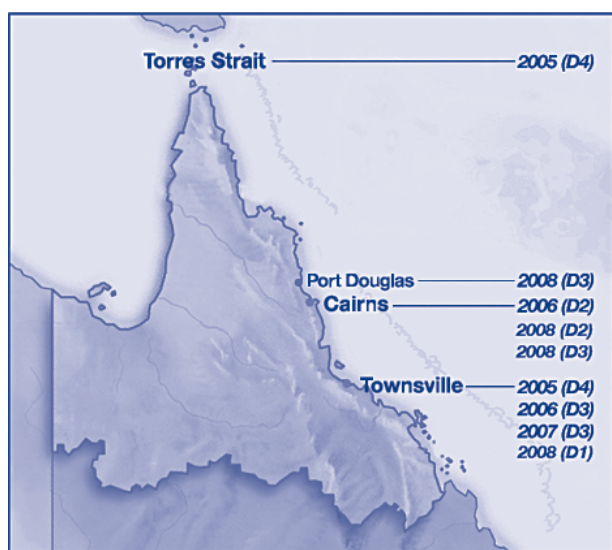 Torres Strait 2005 (D4)
Port Douglas 2008 (D3)
Cairns 2006 (D2)
2008 (D2)
2008 (D3)
Townsville 2005 (D4)
2006 (D3)
2007 (D3)
2008 (D1)